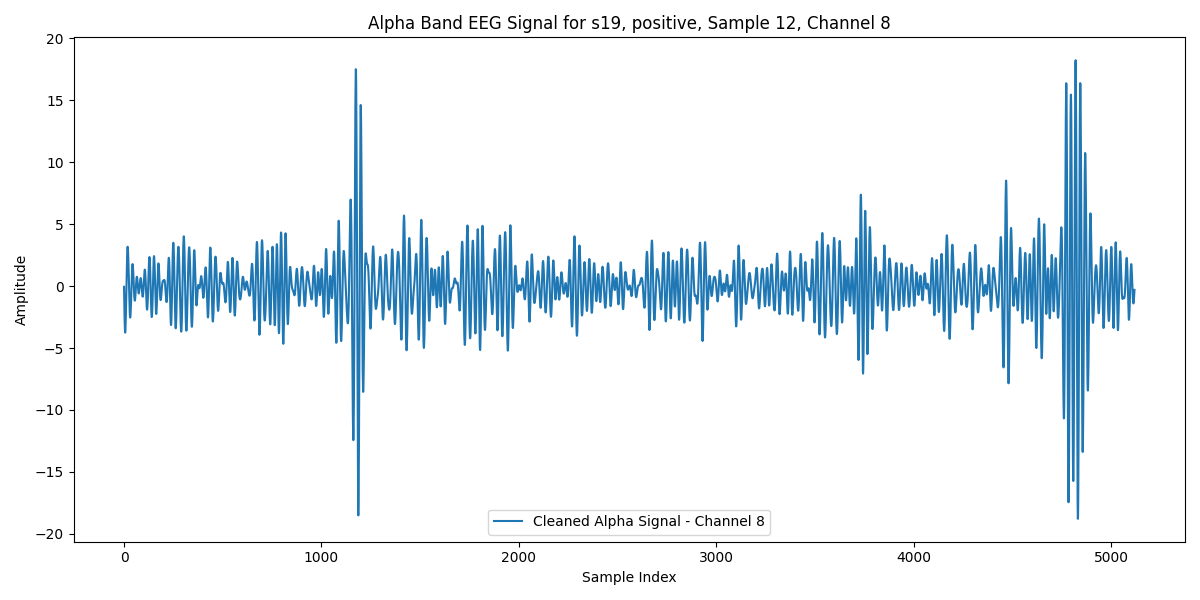 Alpha Band EEG Signal for s19, positive, Sample 12, Channel 8
20
15
10
5
0
−5
−10
−15
−20
Amplitude
Cleaned Alpha Signal - Channel 8
0 1000 2000 3000 4000 5000
Sample Index